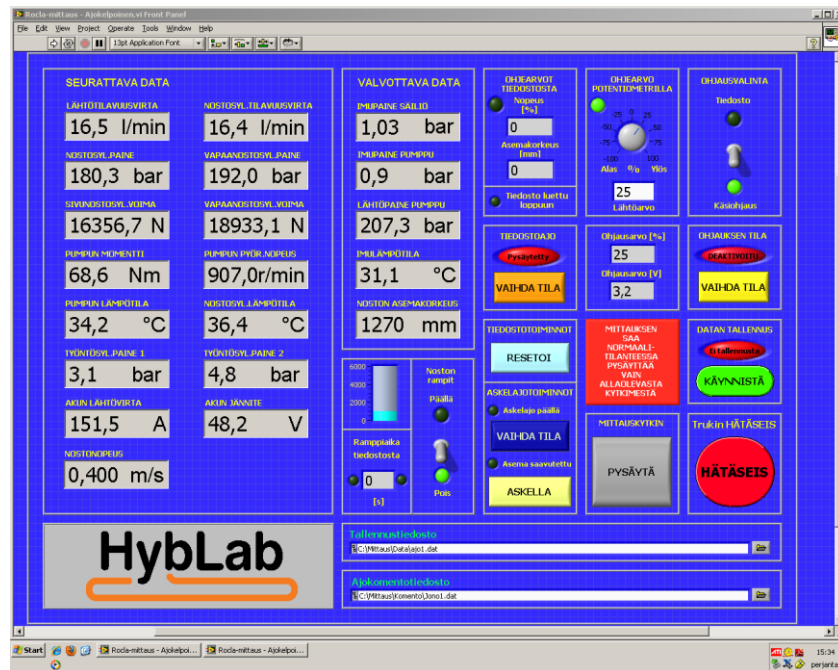 Rocla-mittaus - Ajokelpoinen.vi Front Panel
File Edit View Project Operate Tools Window Help
13pt Application Font
SEURATTAVA DATA
LÄHTÖTILAVUUSVIRTA
16,5 l/min
NOSTOSYL.TILAVUUSVIRTA
16,4 l/min
NOSTOSYL.PAINE
180,3 bar
VAPAANOSTOSYL.PAINE
192,0 bar
SIVUNOSTOSYL.VOIMA
16356,7 N
VAPAANOSTOSYL.VOIMA
18933,1 N
PUMPUN MOMENTTI
68,6 Nm
PUMPUN PYÖR.NOPEUS
907,0r/min
PUMPUN LÄMPÖTILA
34,2 °C
NOSTOSYL.LÄMPÖTILA
36,4 °C
TYÖNTÖSYL.PAINE 1
3,1 bar
TYÖNTÖSYL.PAINE 2
4,8 bar
AKUN LÄHTÖVIRTA
151,5 A
AKUN JÄNNITE
48,2 V
NOSTONOPEUS
0,400 m/s
VALVOTTAVA DATA
IMUPAINE SÄILIÖ
1,03 bar
IMUPAINE PUMPPU
0,9 bar
LÄHTÖPAINE PUMPPU
207,3 bar
IMULÄMPÖTILA
31,1 °C
NOSTON ASEMAKORKEUS
1270 mm
6000
4000
2000
0
Ramppiaika
tiedostosta
0
[s]
Noston
rampit
Päällä
Pois
OHJEARVOT
TIEDOSTOSTA
Nopeus
[%]
0
Asemakorkeus
[mm]
0
Tiedosto luettu
loppuun
OHJEARVO
POTENTIOMETRILLA
-25 0 25
-50 50
-75 75
-100 100
Alas % Ylös
25
Lähtöarvo
OHJAUSVALINTA
Tiedosto
Käsiohjaus
TIEDOSTOAJO
Pysäytetty
VAIHDA TILA
Ohjausarvo [%]
25
Ohjausarvo [V]
3,2
OHJAUKSEN TILA
DEAKTIVOITU
VAIHDA TILA
TIEDOSTOTOIMINNOT
RESETOI
MITTAUKSEN
SAA
NORMAALI-
TILANTEESSA
PYSÄYTTÄÄ
VAIN
ALLAOLEVASTA
KYTKIMESTÄ
DATAN TALLENNUS
Ei tallennusta
KÄYNNISTÄ
ASKELAJOTOIMINNOT
Askelajo päällä
VAIHDA TILA
Asema saavutettu
ASKELLA
MITTAUSKYTKIN
PYSÄYTÄ
Trukin HÄTÄSEIS
HÄTÄSEIS
HybLab
Tallennustiedosto
C:\Mittaus\Data\ajo1.dat
Ajokomentotiedosto
C:\Mittaus\Komento\Jono1.dat
Start
Rocla-mittaus - Ajokelpoi...
Rocla-mittaus - Ajokelpoi...
ATI
15:34
perjanta